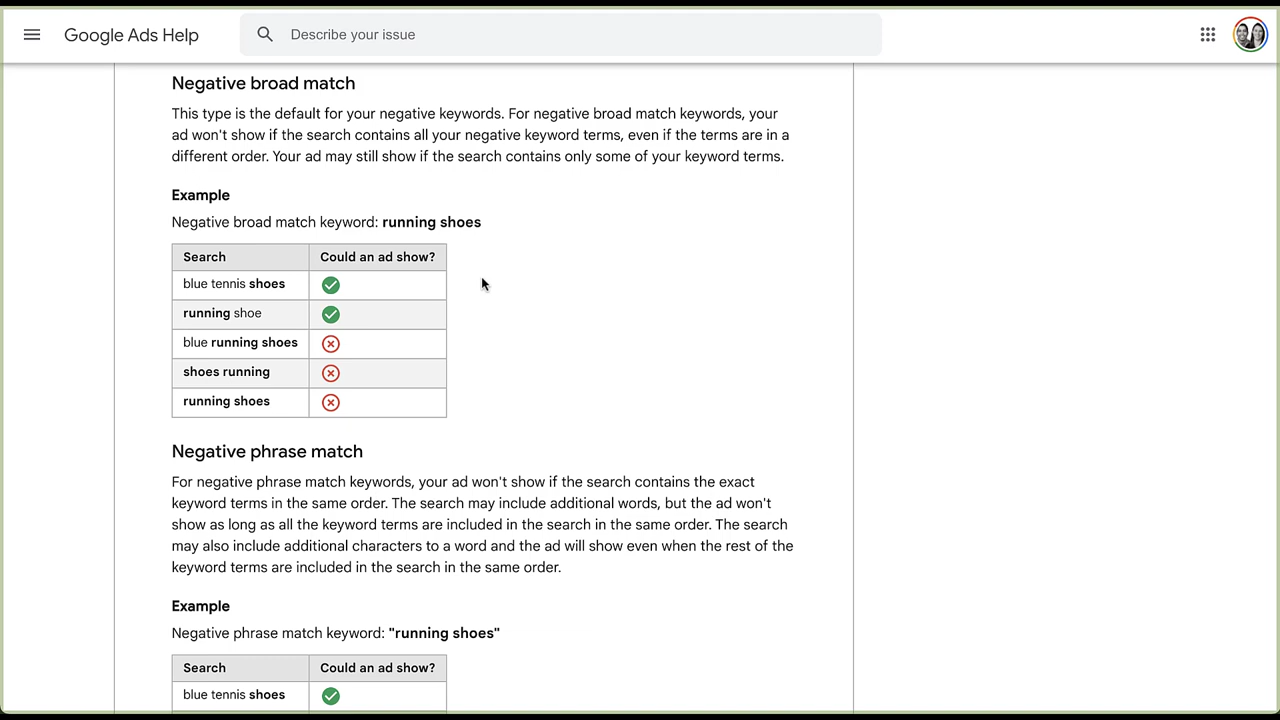 Google Ads Help
Describe your issue
Negative broad match
This type is the default for your negative keywords. For negative broad match keywords, your
ad won't show if the search contains all your negative keyword terms, even if the terms are in a
different order. Your ad may still show if the search contains only some of your keyword terms.
Example
Negative broad match keyword: running shoes
Search Could an ad show?
blue tennis shoes
running shoe
blue running shoes
shoes running
running shoes
Negative phrase match
For negative phrase match keywords, your ad won't show if the search contains the exact
keyword terms in the same order. The search may include additional words, but the ad won't
show as long as all the keyword terms are included in the search in the same order. The search
may also include additional characters to a word and the ad will show even when the rest of the
keyword terms are included in the search in the same order.
Example
Negative phrase match keyword: "running shoes"
Search Could an ad show?
blue tennis shoes